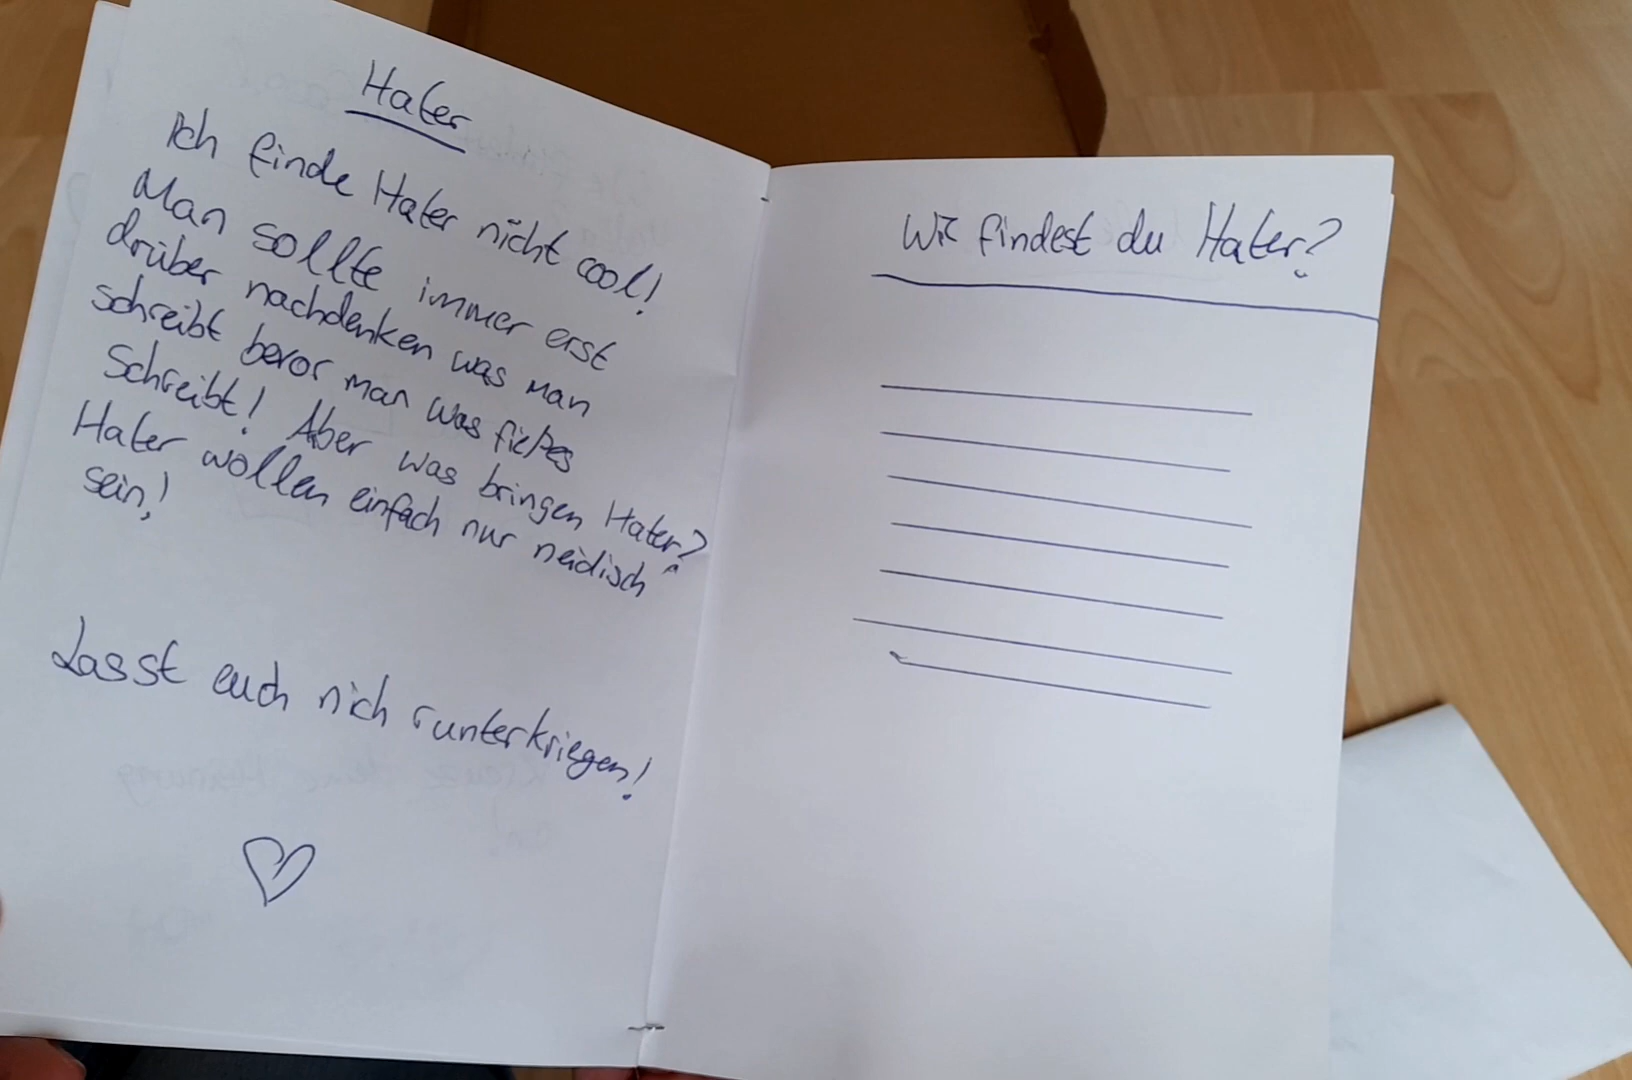 Hater
Ich finde Hater nicht cool!
Man sollte immer erst
drüber nachdenken was man
schreibt bevor man was fießes
Schreibt! Aber was bringen Hater?
Hater wollen einfach nur neidisch
sein!
Lasst euch nich runterkriegen!
Wie findest du Hater?